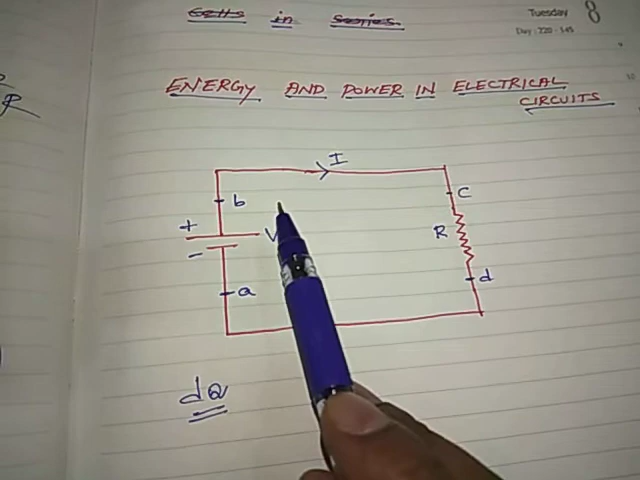 Cells in Series
Tuesday 8
Day - 220 - 145
ENERGY AND POWER IN ELECTRICAL
CIRCUITS
I
b
c
+
V
R
-
a
d
dQ
R